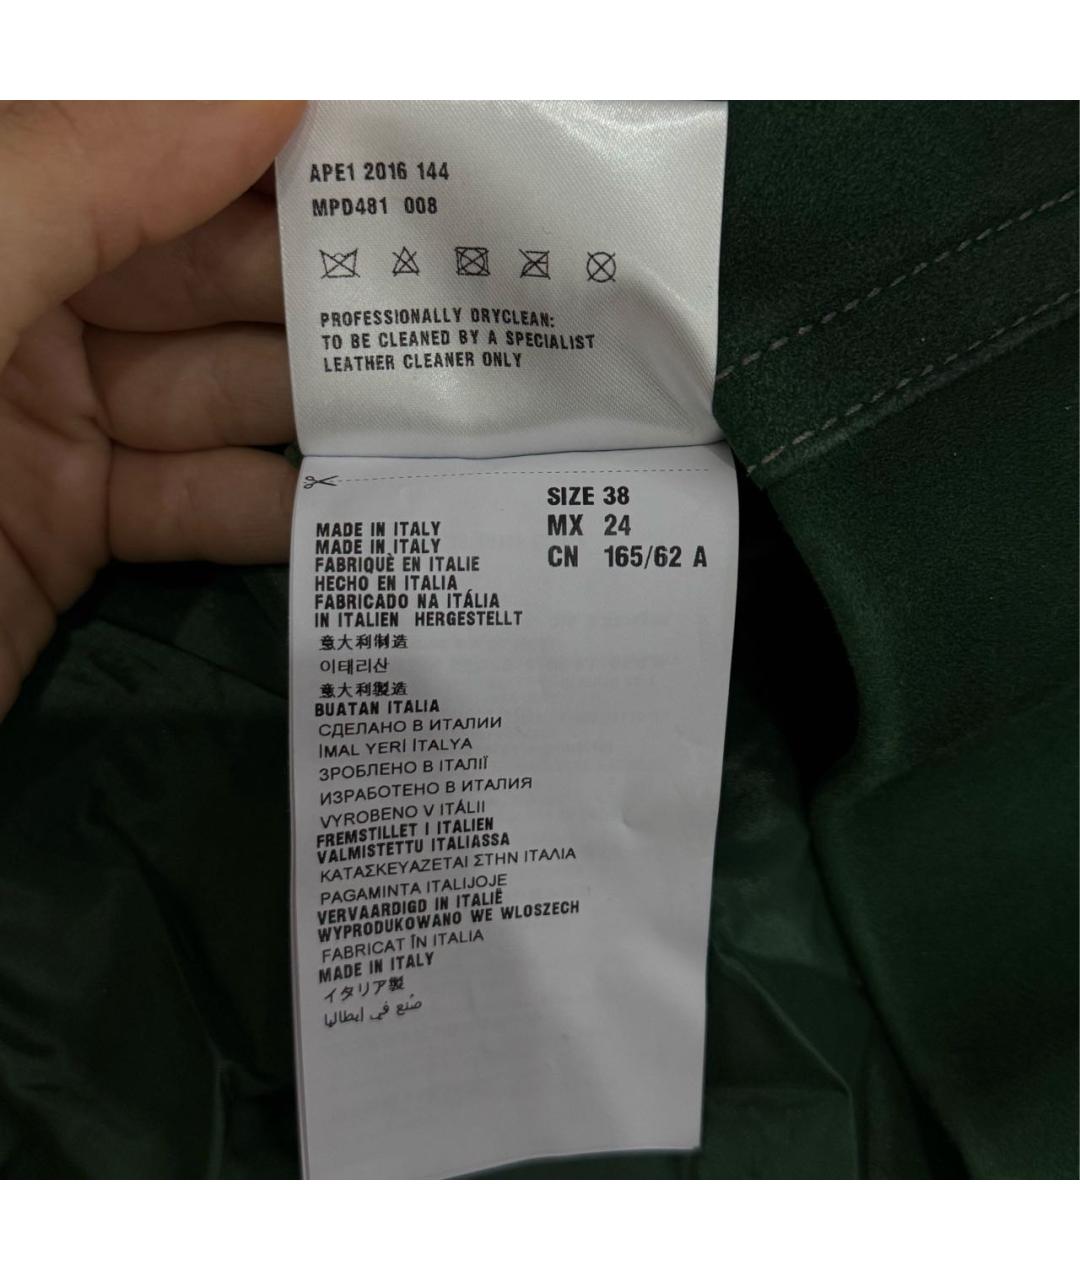 APE1 2016 144
MPD481 008
PROFESSIONALLY DRYCLEAN:
TO BE CLEANED BY A SPECIALIST
LEATHER CLEANER ONLY
SIZE 38
MX 24
CN 165/62 A
MADE IN ITALY
MADE IN ITALY
FABRIQUÈ EN ITALIE
HECHO EN ITALIA
FABRICADO NA ITÁLIA
IN ITALIEN HERGESTELLT
意大利制造
이테리산
意大利製造
BUATAN ITALIA
СДЕЛАНО В ИТАЛИИ
İMAL YERİ İTALYA
ЗРОБЛЕНО В ІТАЛІЇ
ИЗРАБОТЕНО В ИТАЛИЯ
VYROBENO V ITÁLII
FREMSTILLET I ITALIEN
VALMISTETTU ITALIASSA
ΚΑΤΑΣΚΕΥΑΖΕΤΑΙ ΣΤΗΝ ΙΤΑΛΙΑ
PAGAMINTA ITALIJOJE
VERVAARDIGD IN ITALIË
WYPRODUKOWANO WE WLOSZECH
FABRICAT ÎN ITALIA
MADE IN ITALY
イタリア製
صُنع في إيطاليا